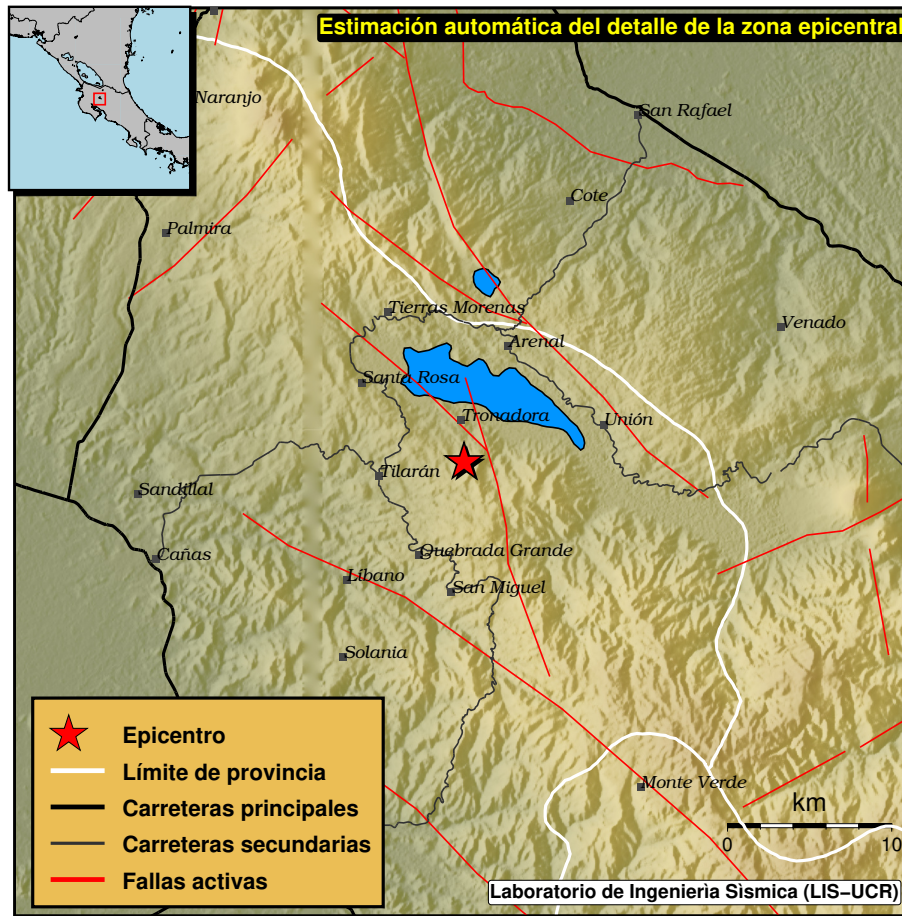 Estimación automática del detalle de la zona epicentral
Naranjo
San Rafael
Cote
Palmira
Tierras Morenas
Venado
Arenal
Santa Rosa
Tronadora
Unión
Tilarán
Sandillal
Quebrada Grande
Cañas
Líbano
San Miguel
Solania
Monte Verde
Epicentro
Límite de provincia
Carreteras principales
Carreteras secundarias
Fallas activas
km
0
10
Laboratorio de Ingenierìa Sìsmica (LIS–UCR)